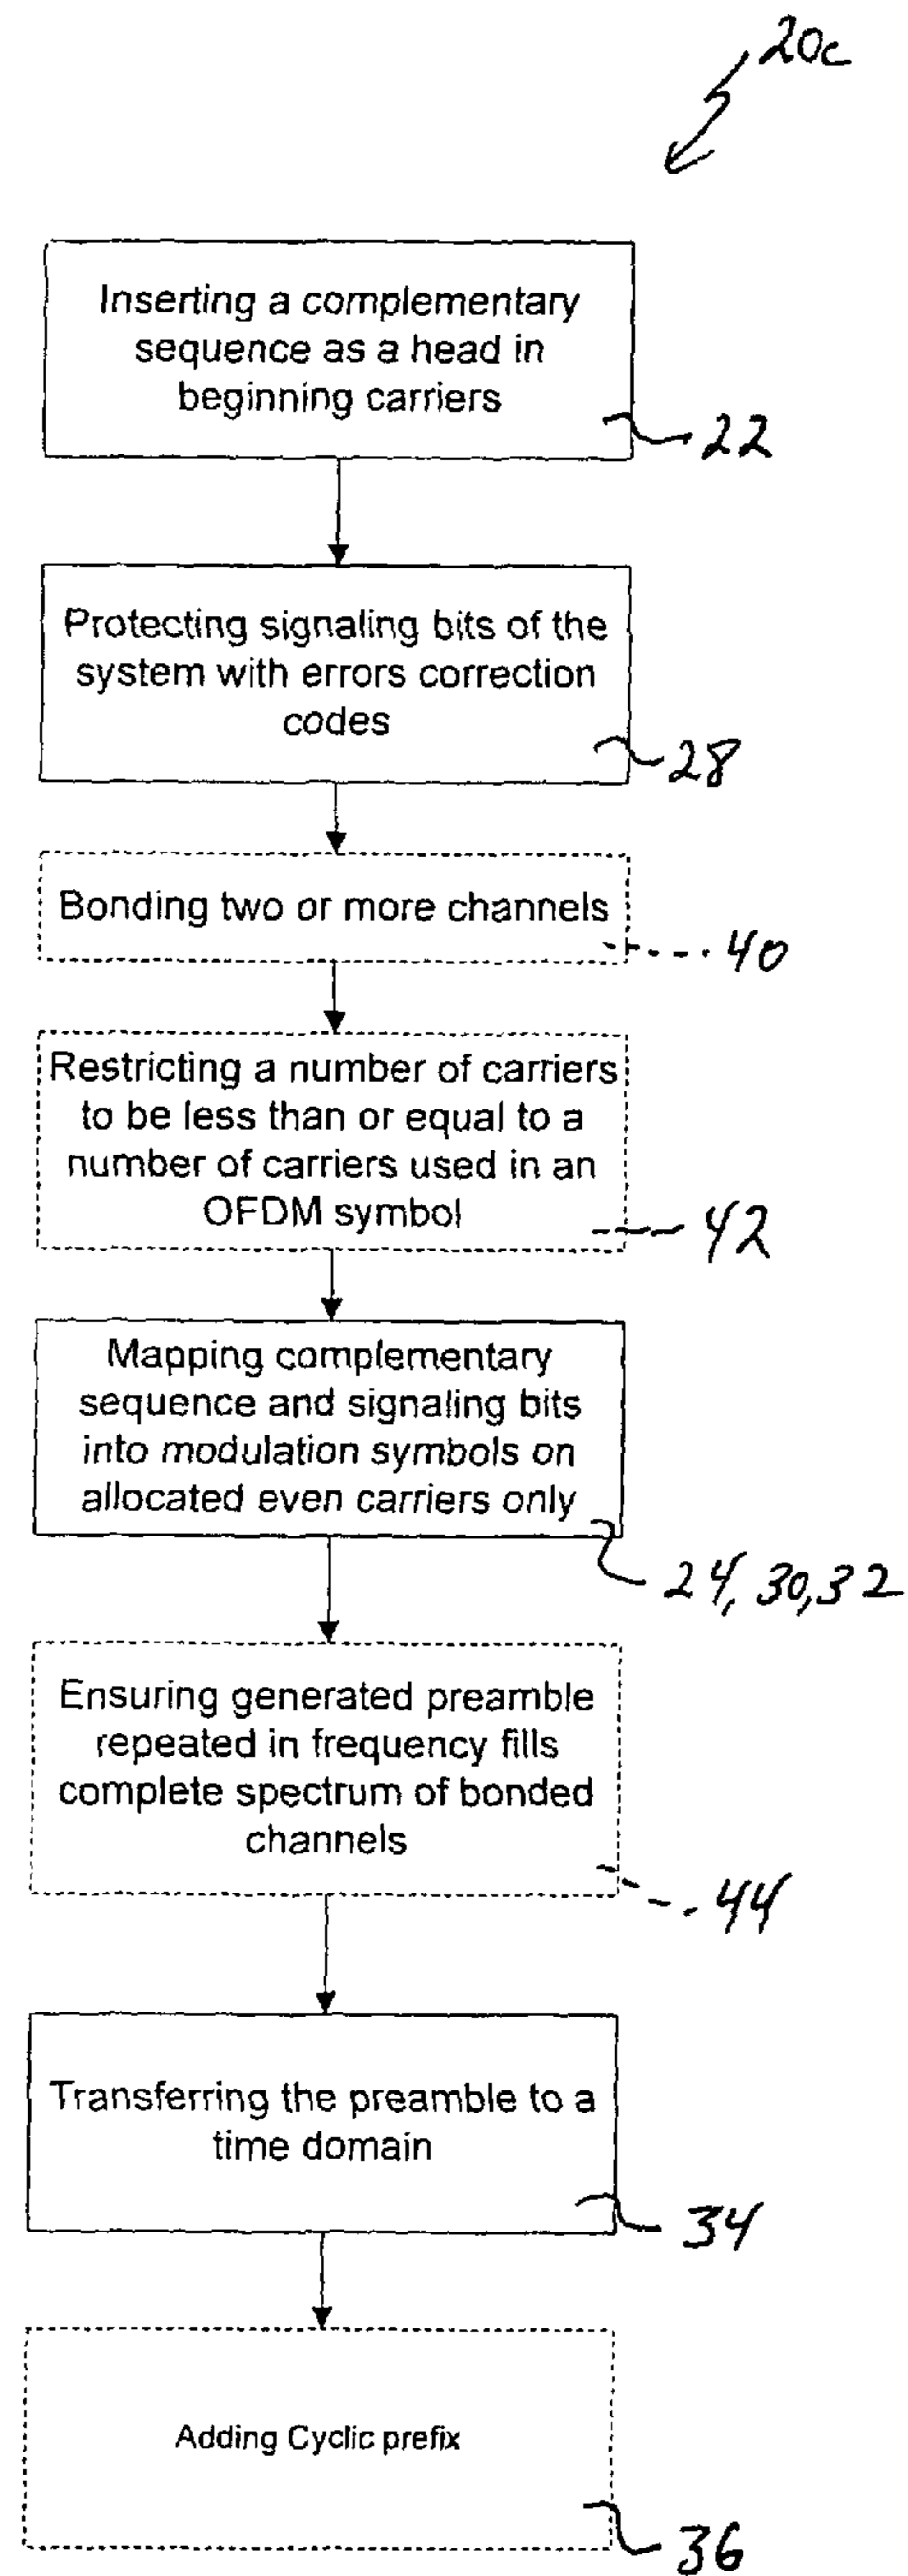 20c
Inserting a complementary
sequence as a head in
beginning carriers
22
Protecting signaling bits of the
system with errors correction
codes
28
Bonding two or more channels
40
Restricting a number of carriers
to be less than or equal to a
number of carriers used in an
OFDM symbol
42
Mapping complementary
sequence and signaling bits
into modulation symbols on
allocated even carriers only
24, 30, 32
Ensuring generated preamble
repeated in frequency fills
complete spectrum of bonded
channels
44
Transferring the preamble to a
time domain
34
Adding Cyclic prefix
36